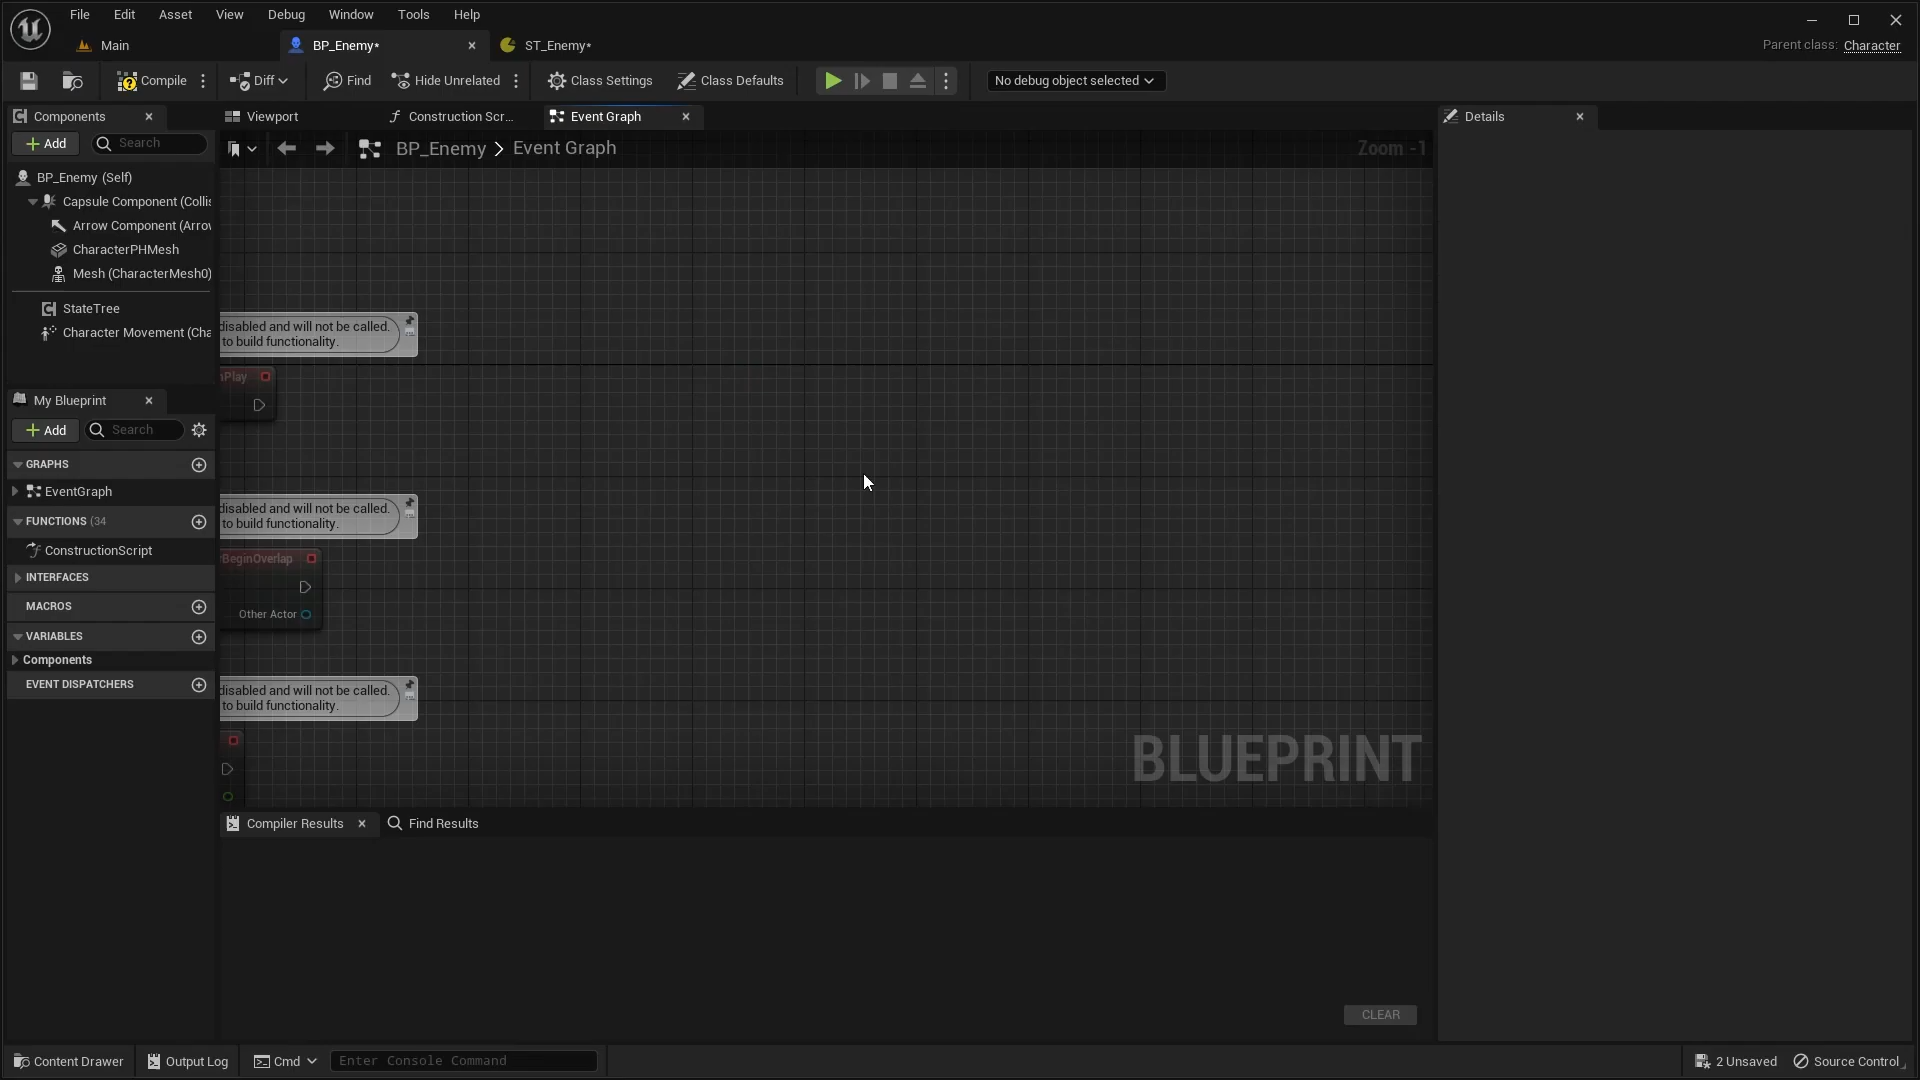 File Edit Asset View Debug Window Tools Help
Main
BP_Enemy*
ST_Enemy*
Parent class: Character
Compile
Diff
Find
Hide Unrelated
Class Settings
Class Defaults
No debug object selected
Components
Viewport
Construction Scr...
Event Graph
Details
Add
Search
BP_Enemy > Event Graph
Zoom -1
BP_Enemy (Self)
Capsule Component (Collis
Arrow Component (Arrov
CharacterPHMesh
Mesh (CharacterMesh0)
StateTree
Character Movement (Cha
disabled and will not be called.
to build functionality.
nPlay
My Blueprint
Add
Search
GRAPHS
EventGraph
FUNCTIONS (34
ConstructionScript
INTERFACES
MACROS
VARIABLES
Components
EVENT DISPATCHERS
disabled and will not be called.
to build functionality.
BeginOverlap
Other Actor
disabled and will not be called.
to build functionality.
BLUEPRINT
Compiler Results
Find Results
CLEAR
Content Drawer
Output Log
Cmd
Enter Console Command
2 Unsaved
Source Control